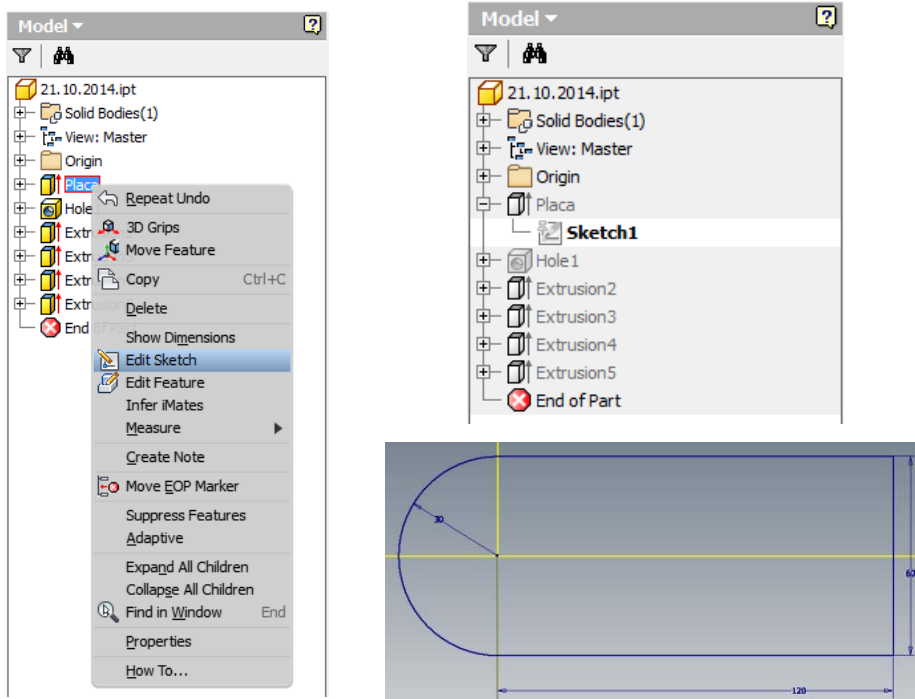 Model
21.10.2014.ipt
Solid Bodies(1)
View: Master
Origin
Placa
Hole
Extr
Extr
Extr
Extr
End of Part
Repeat Undo
3D Grips
Move Feature
Copy Ctrl+C
Delete
Show Dimensions
Edit Sketch
Edit Feature
Infer iMates
Measure
Create Note
Move EOP Marker
Suppress Features
Adaptive
Expand All Children
Collapse All Children
Find in Window End
Properties
How To...
Model
21.10.2014.ipt
Solid Bodies(1)
View: Master
Origin
Placa
Sketch1
Hole1
Extrusion2
Extrusion3
Extrusion4
Extrusion5
End of Part
30
60
120